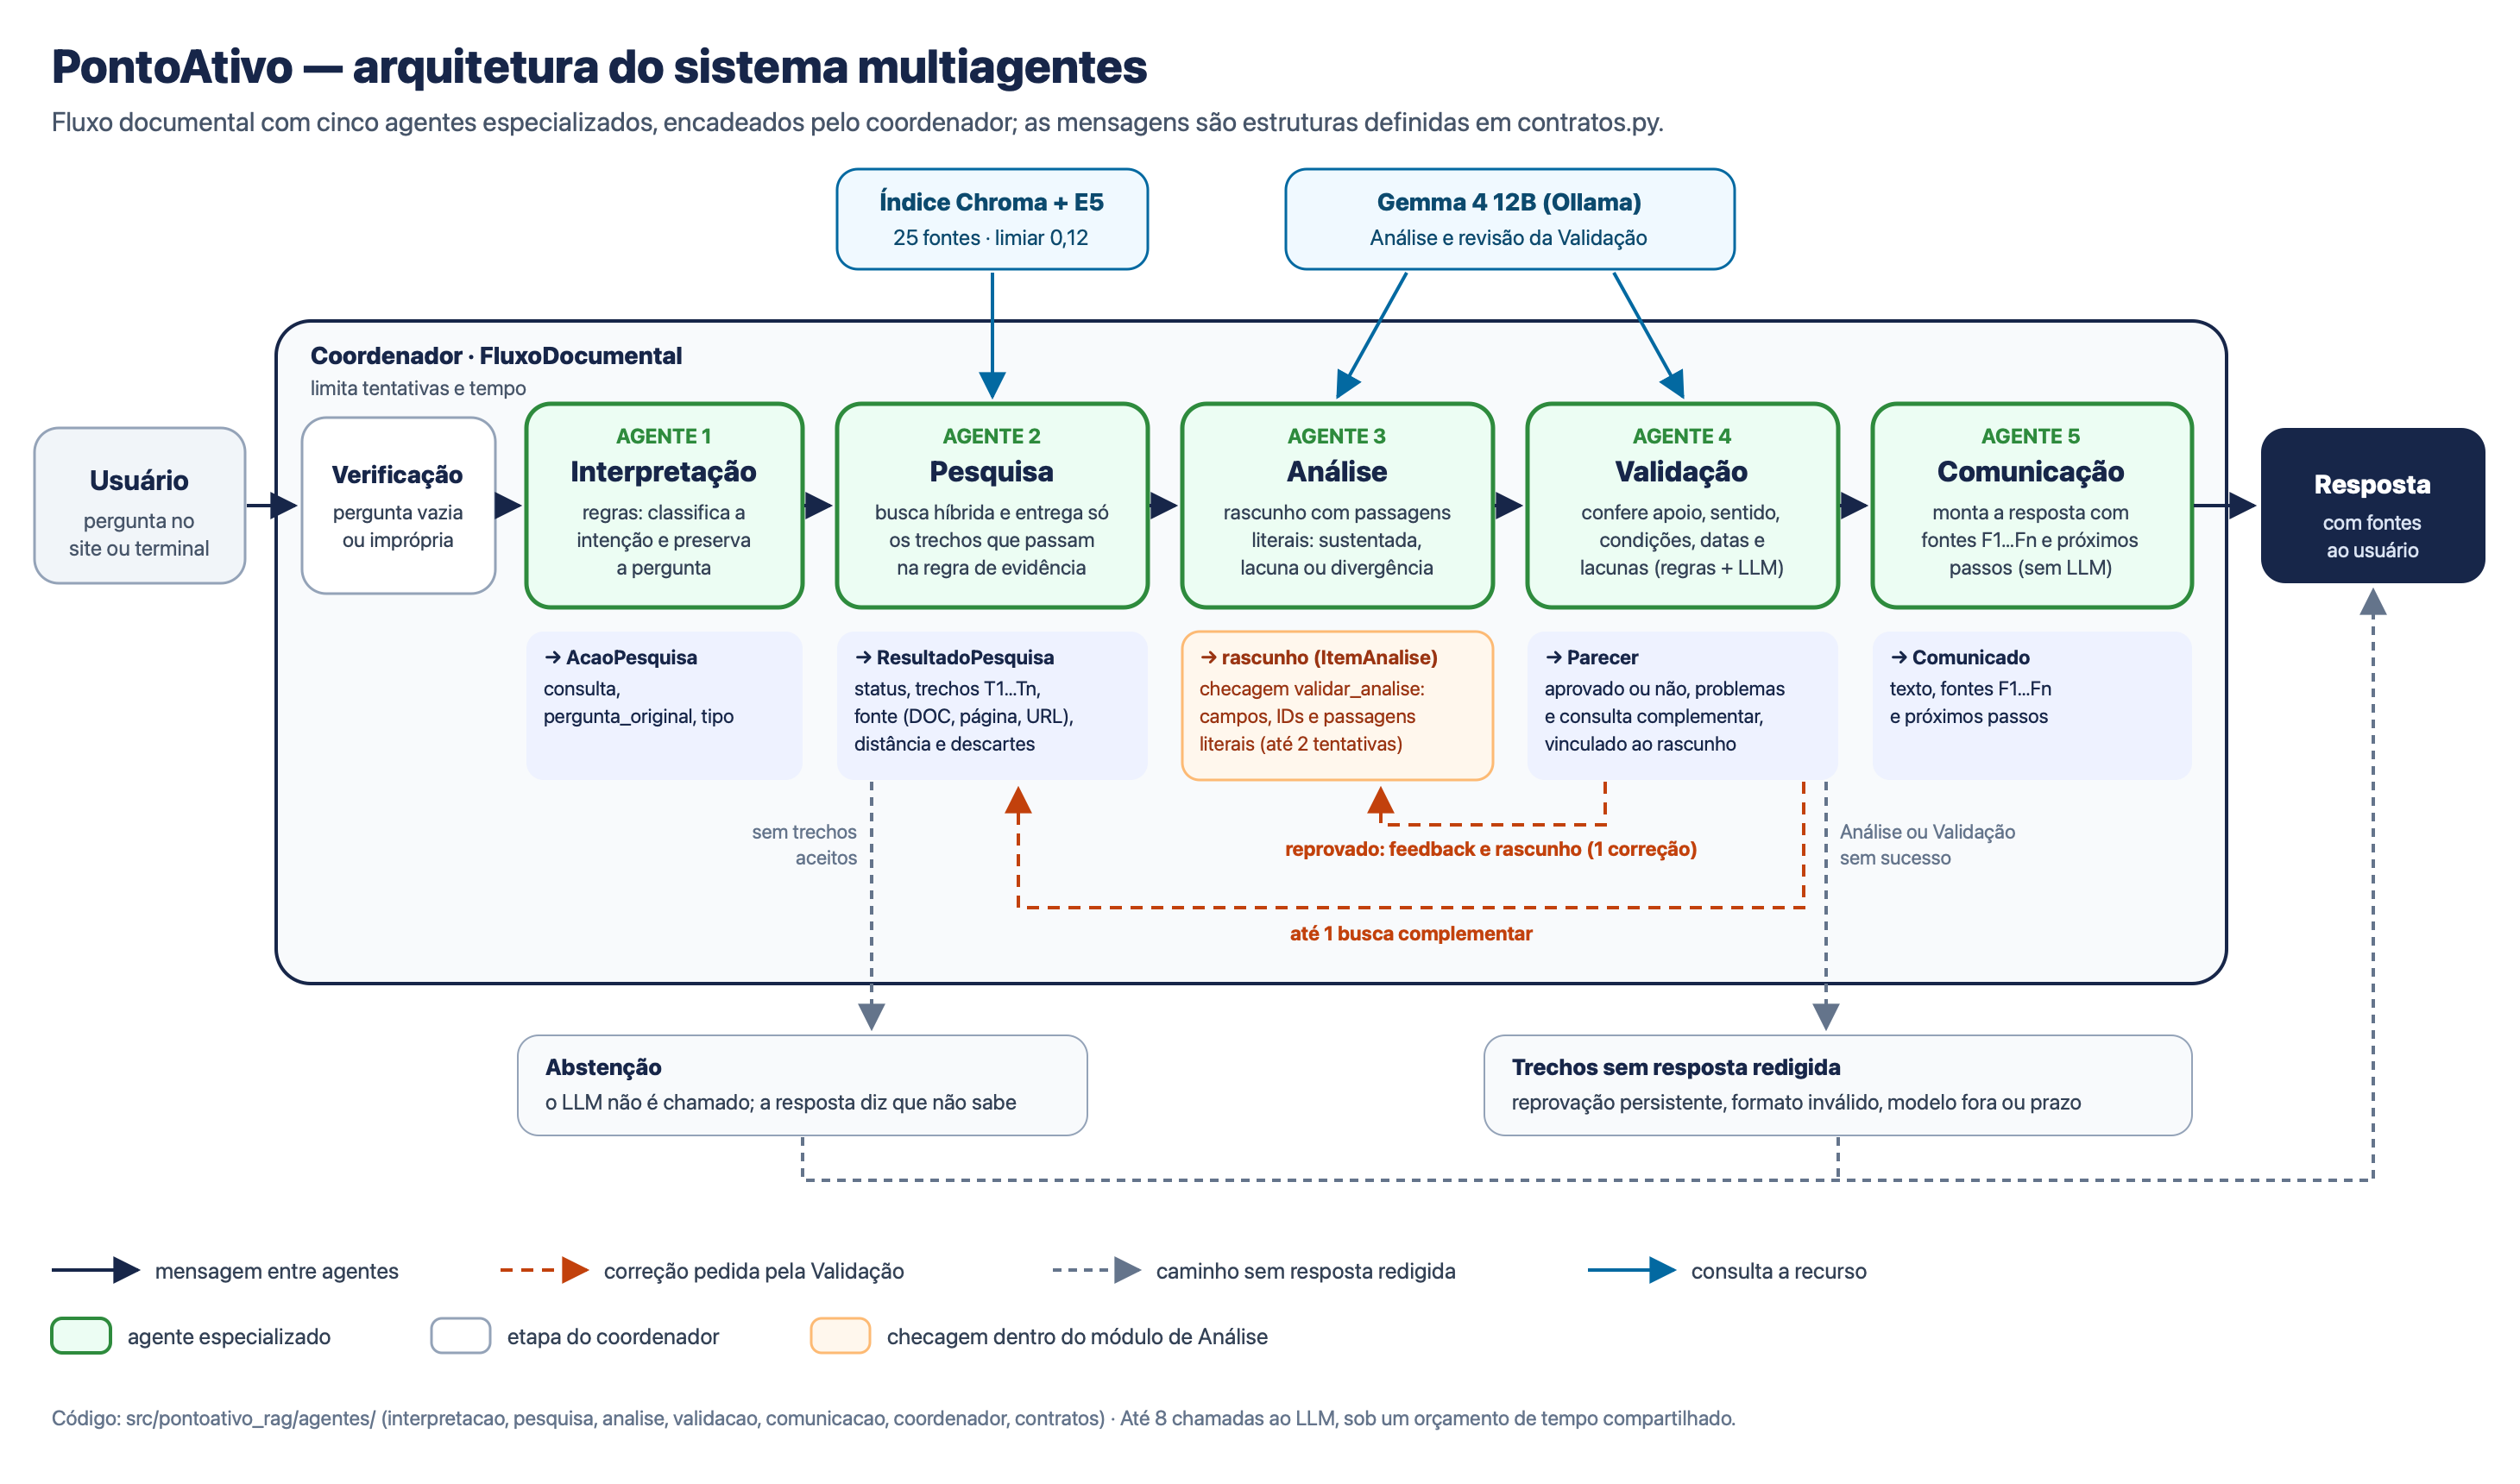 PontoAtivo — arquitetura do sistema multiagentes
Fluxo documental com cinco agentes especializados, encadeados pelo coordenador; as mensagens são estruturas definidas em contratos.py.
Índice Chroma + E5
25 fontes · limiar 0,12
Gemma 4 12B (Ollama)
Análise e revisão da Validação
Coordenador · FluxoDocumental
limita tentativas e tempo
Usuário
pergunta no
site ou terminal
Verificação
pergunta vazia
ou imprópria
AGENTE 1
Interpretação
regras: classifica a
intenção e preserva
a pergunta
AGENTE 2
Pesquisa
busca híbrida e entrega só
os trechos que passam
na regra de evidência
AGENTE 3
Análise
rascunho com passagens
literais: sustentada,
lacuna ou divergência
AGENTE 4
Validação
confere apoio, sentido,
condições, datas e
lacunas (regras + LLM)
AGENTE 5
Comunicação
monta a resposta com
fontes F1...Fn e próximos
passos (sem LLM)
Resposta
com fontes
ao usuário
→ AcaoPesquisa
consulta,
pergunta_original, tipo
→ ResultadoPesquisa
status, trechos T1...Tn,
fonte (DOC, página, URL),
distância e descartes
→ rascunho (ItemAnalise)
checagem validar_analise:
campos, IDs e passagens
literais (até 2 tentativas)
→ Parecer
aprovado ou não, problemas
e consulta complementar,
vinculado ao rascunho
→ Comunicado
texto, fontes F1...Fn
e próximos passos
sem trechos
aceitos
reprovado: feedback e rascunho (1 correção)
Análise ou Validação
sem sucesso
até 1 busca complementar
Abstenção
o LLM não é chamado; a resposta diz que não sabe
Trechos sem resposta redigida
reprovação persistente, formato inválido, modelo fora ou prazo
mensagem entre agentes
correção pedida pela Validação
caminho sem resposta redigida
consulta a recurso
agente especializado
etapa do coordenador
checagem dentro do módulo de Análise
Código: src/pontoativo_rag/agentes/ (interpretacao, pesquisa, analise, validacao, comunicacao, coordenador, contratos) · Até 8 chamadas ao LLM, sob um orçamento de tempo compartilhado.